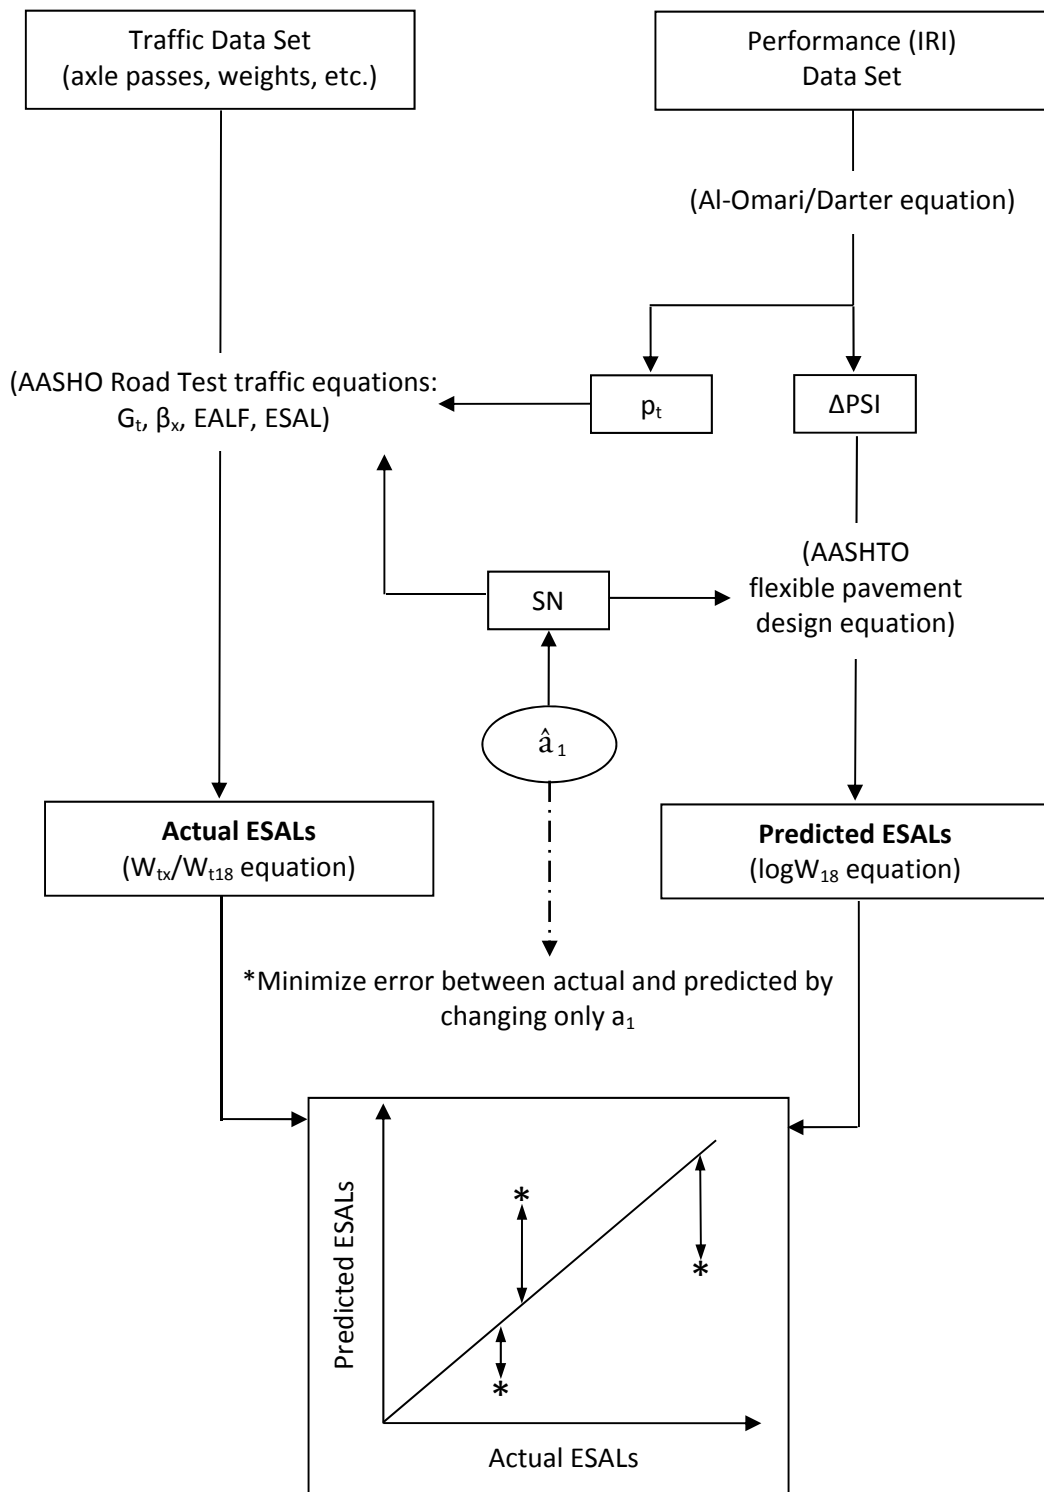 Traffic Data Set
(axle passes, weights, etc.)
Performance (IRI)
Data Set
(Al-Omari/Darter equation)
(AASHO Road Test traffic equations:
Gₜ, βₓ, EALF, ESAL)
pₜ
ΔPSI
(AASHTO
flexible pavement
design equation)
SN
â₁
Actual ESALs
(Wₜₓ/Wₜ₁₈ equation)
Predicted ESALs
(logW₁₈ equation)
*Minimize error between actual and predicted by
changing only a₁
Predicted ESALs
*
*
*
Actual ESALs